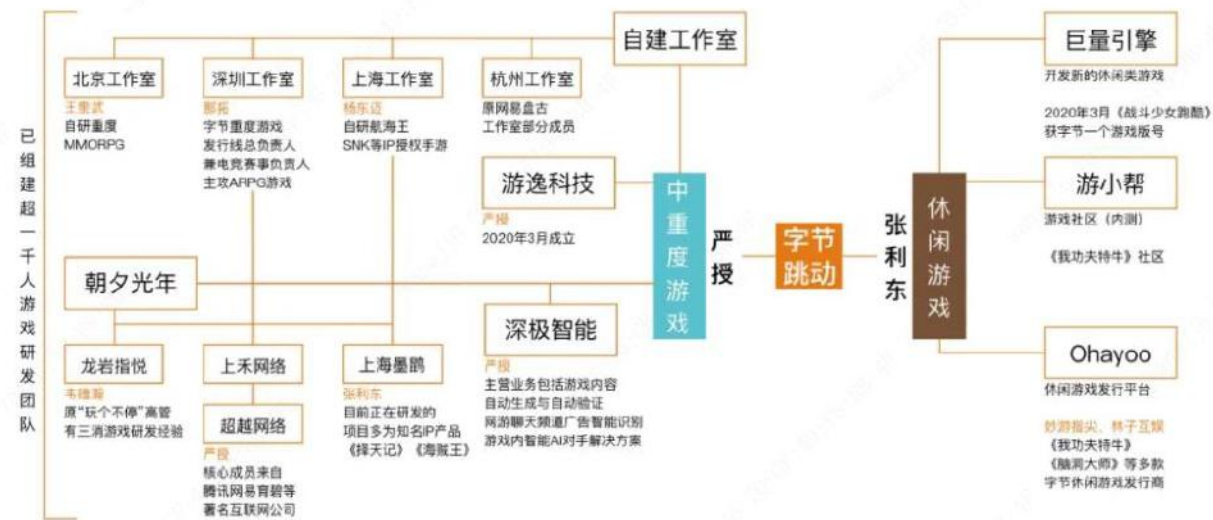 已组建超一千人游戏研发团队
自建工作室
北京工作室
王奎武
自研重度
MMORPG
深圳工作室
鄢拓
字节重度游戏
发行线总负责人
兼电竞赛事负责人
主攻ARPG游戏
上海工作室
杨东迈
自研航海王
SNK等IP授权手游
杭州工作室
原网易盘古
工作室部分成员
游逸科技
严授
2020年3月成立
朝夕光年
深极智能
严授
主营业务包括游戏内容
自动生成与自动验证
网游聊天频道广告智能识别
游戏内智能AI对手解决方案
龙岩指悦
原“玩个不停”高管
有三消游戏研发经验
上禾网络
超越网络
严授
核心成员来自
腾讯网易育碧等
著名互联网公司
上海墨鹍
张利东
目前正在研发的
项目多为知名IP产品
《择天记》《海贼王》
中重度游戏
严授
字节
跳动
张利东
休闲游戏
巨量引擎
开发新的休闲类游戏
2020年3月《战斗少女跑酷》
获字节一个游戏版号
游小帮
游戏社区（内测）
《我功夫特牛》社区
Ohayoo
休闲游戏发行平台
妙游指尖、林子互娱
《我功夫特牛》
《脑洞大师》等多款
字节休闲游戏发行商